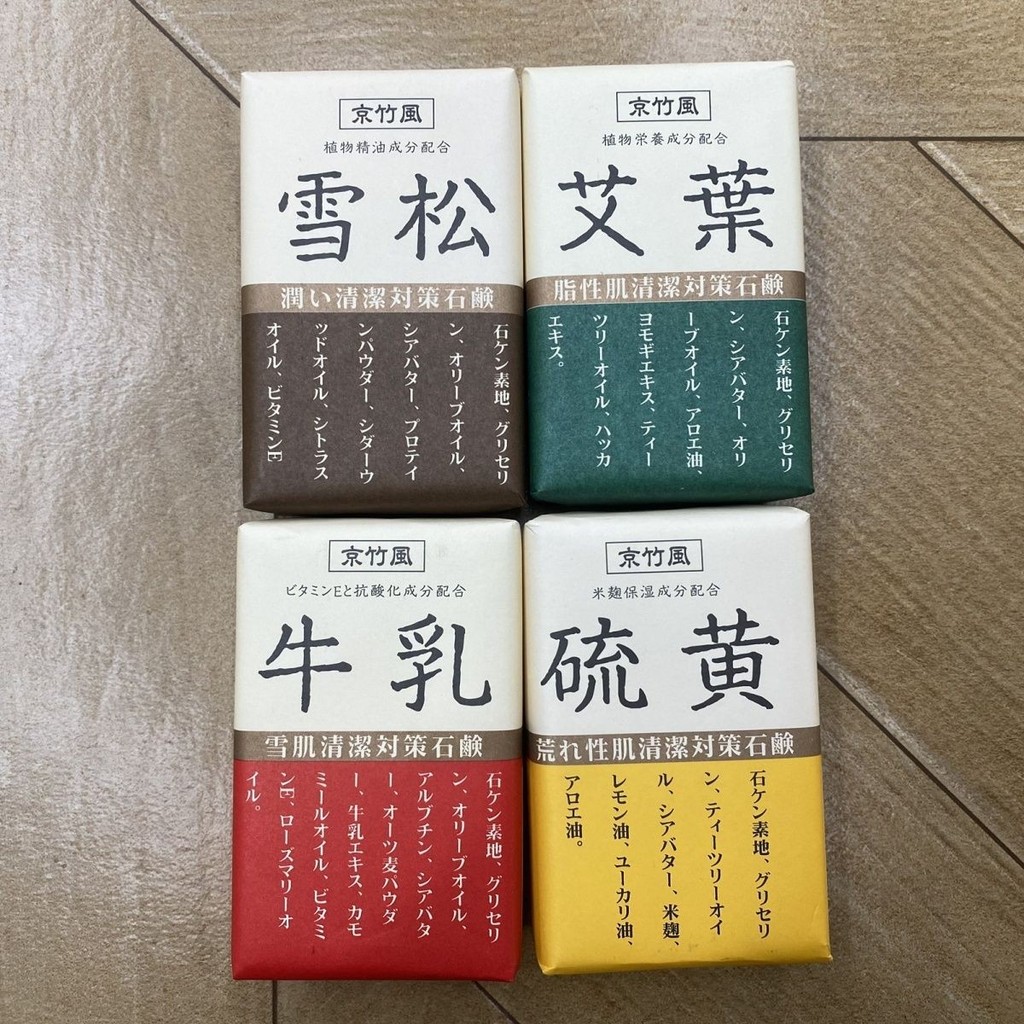 京竹風
植物精油成分配合
雪松
潤い清潔対策石鹸
石ケン素地、グリセリ
ン、オリーブオイル、
シアバター、プロテイ
ンパウダー、シダーウ
ッドオイル、シトラス
オイル、ビタミンE
京竹風
植物栄養成分配合
艾葉
脂性肌清潔対策石鹸
石ケン素地、グリセリ
ン、シアバター、オリ
ーブオイル、アロエ油、
ヨモギエキス、ティー
ツリーオイル、ハッカ
エキス。
京竹風
ビタミンEと抗酸化成分配合
牛乳
雪肌清潔対策石鹸
石ケン素地、グリセリ
ン、オリーブオイル、
アルブチン、シアバタ
ー、オーツ麦パウダ
ー、牛乳エキス、カモ
ミールオイル、ビタミ
ンE、ローズマリーオ
イル。
京竹風
米麹保湿成分配合
硫黄
荒れ性肌清潔対策石鹸
石ケン素地、グリセリ
ン、ティーツリーオイ
ル、シアバター、米麹、
レモン油、ユーカリ油、
アロエ油。